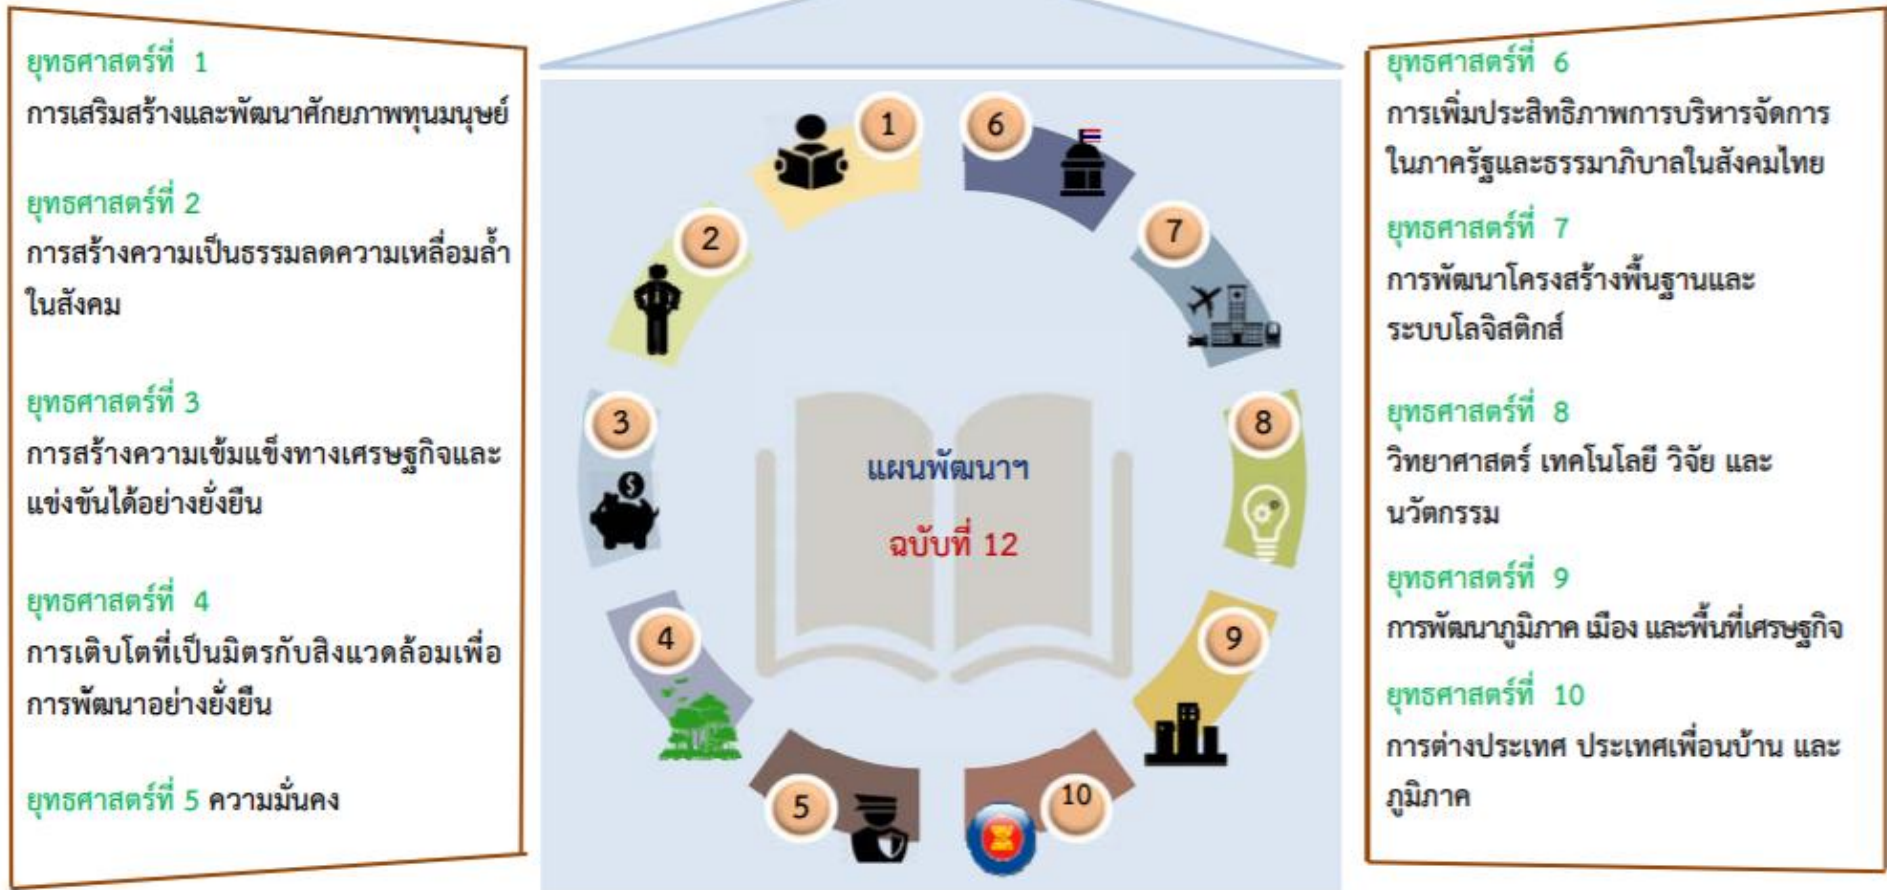 ยุทธศาสตร์ที่ 1
การเสริมสร้างและพัฒนาศักยภาพทุนมนุษย์
ยุทธศาสตร์ที่ 2
การสร้างความเป็นธรรมลดความเหลื่อมล้ำ
ในสังคม
ยุทธศาสตร์ที่ 3
การสร้างความเข้มแข็งทางเศรษฐกิจและ
แข่งขันได้อย่างยั่งยืน
ยุทธศาสตร์ที่ 4
การเติบโตที่เป็นมิตรกับสิ่งแวดล้อมเพื่อ
การพัฒนาอย่างยั่งยืน
ยุทธศาสตร์ที่ 5 ความมั่นคง
1
2
3
4
5
6
7
8
9
10
แผนพัฒนาฯ
ฉบับที่ 12
ยุทธศาสตร์ที่ 6
การเพิ่มประสิทธิภาพการบริหารจัดการ
ในภาครัฐและธรรมาภิบาลในสังคมไทย
ยุทธศาสตร์ที่ 7
การพัฒนาโครงสร้างพื้นฐานและ
ระบบโลจิสติกส์
ยุทธศาสตร์ที่ 8
วิทยาศาสตร์ เทคโนโลยี วิจัย และ
นวัตกรรม
ยุทธศาสตร์ที่ 9
การพัฒนาภูมิภาค เมือง และพื้นที่เศรษฐกิจ
ยุทธศาสตร์ที่ 10
การต่างประเทศ ประเทศเพื่อนบ้าน และ
ภูมิภาค